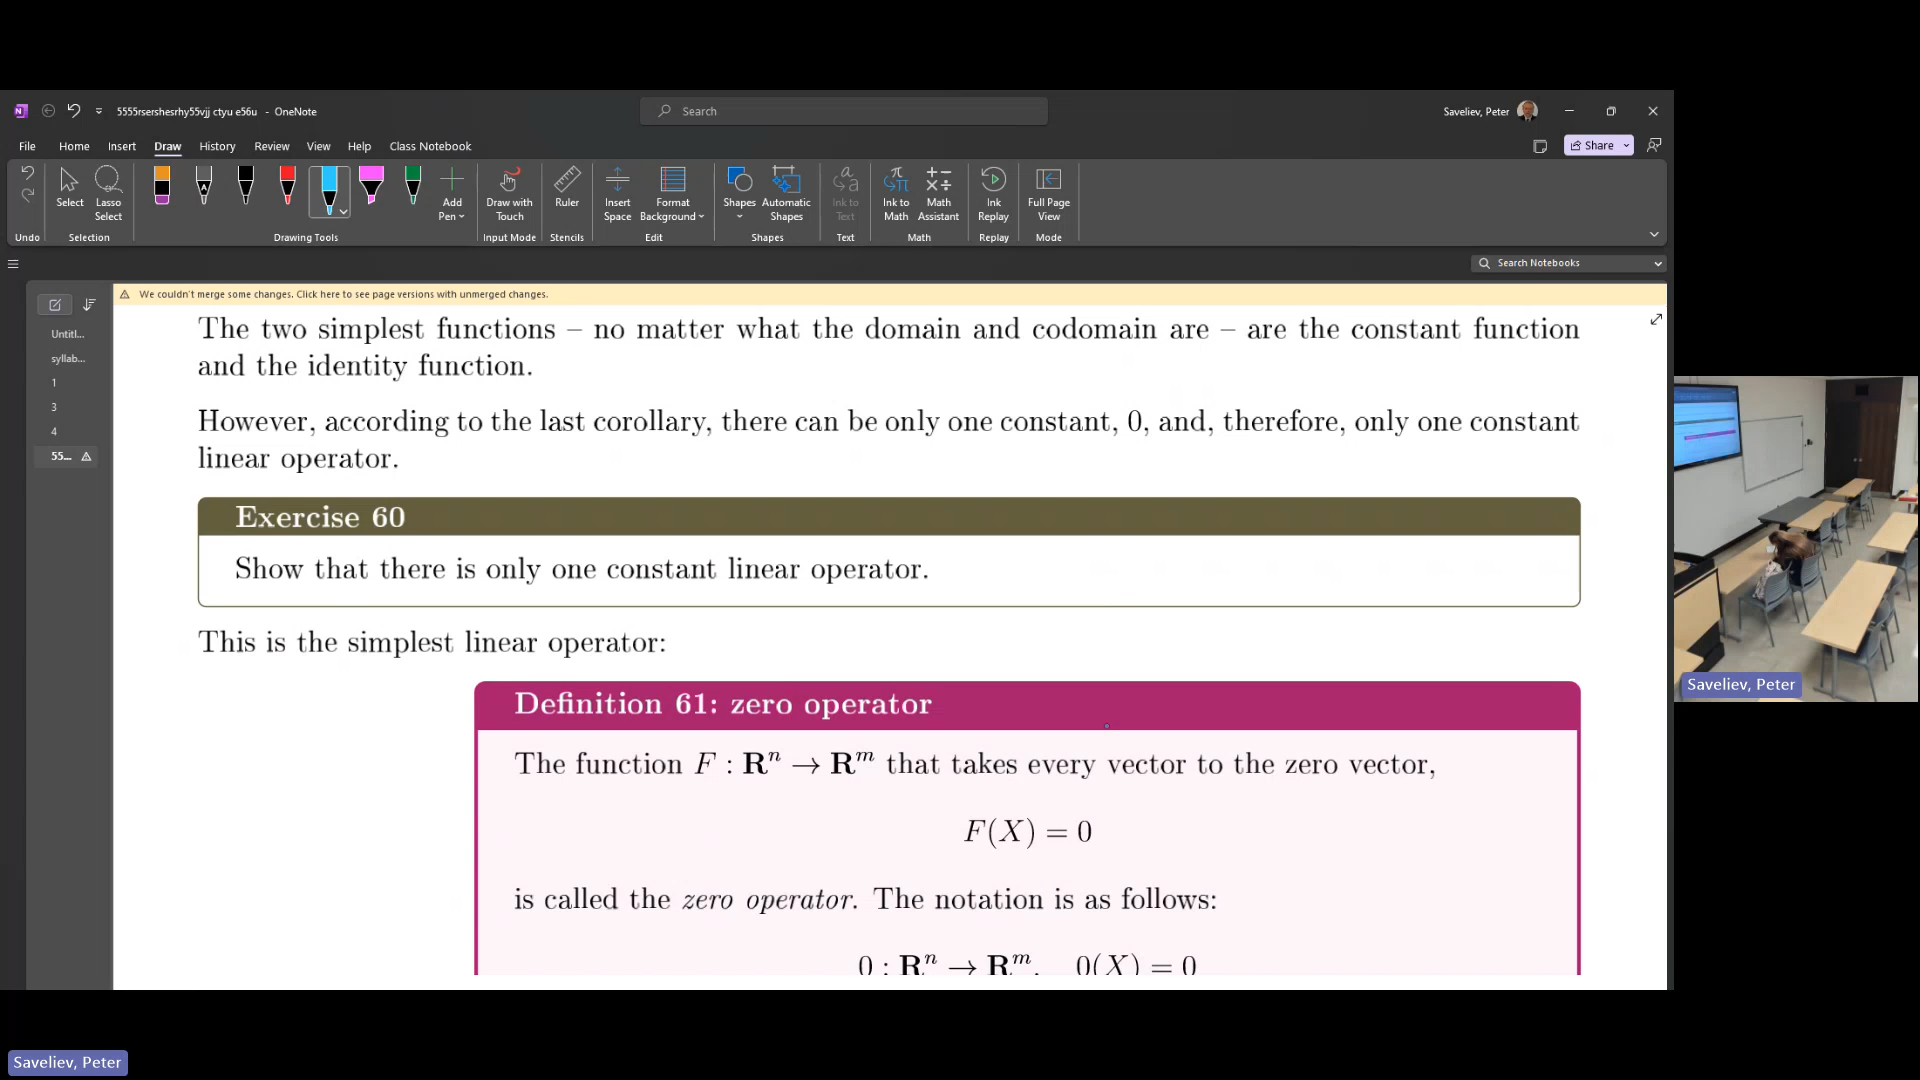 5555rsershesrhy55vjj ctyu e56u - OneNote
Search
Saveliev, Peter
File Home Insert Draw History Review View Help Class Notebook
Share
Select
Lasso Select
A
Add Pen
Draw with Touch
Ruler
Insert Space
Format Background
Shapes
Automatic Shapes
Ink to Text
Ink to Math
Math Assistant
Ink Replay
Full Page View
Undo Selection Drawing Tools Input Mode Stencils Edit Shapes Text Math Replay Mode
Search Notebooks
We couldn't merge some changes. Click here to see page versions with unmerged changes.
Untitl...
syllab...
1
3
4
55...
The two simplest functions – no matter what the domain and codomain are – are the constant function
and the identity function.
However, according to the last corollary, there can be only one constant, 0, and, therefore, only one constant
linear operator.
Exercise 60
Show that there is only one constant linear operator.
This is the simplest linear operator:
Definition 61: zero operator
The function F : Rⁿ → Rᵐ that takes every vector to the zero vector,
F(X) = 0
is called the zero operator. The notation is as follows:
0 : Rⁿ → Rᵐ, 0(X) = 0
Saveliev, Peter
Saveliev, Peter